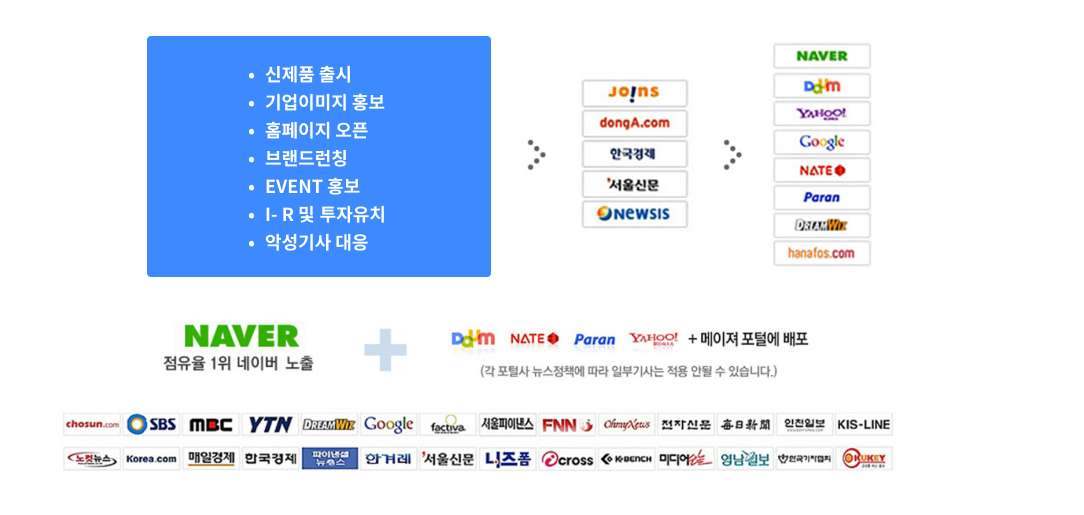 신제품 출시
기업이미지 홍보
홈페이지 오픈
브랜드런칭
EVENT 홍보
I- R 및 투자유치
악성기사 대응
JOiNS
dongA.com
한국경제
서울신문
NEWSIS
NAVER
Daum
YAHOO!
KOREA
Google
NATE
Paran
DREAMWIZ
hanafos.com
NAVER
점유율 1위 네이버 노출
Daum NATE Paran YAHOO! KOREA + 메이져 포털에 배포
(각 포털사 뉴스정책에 따라 일부기사는 적용 안될 수 있습니다.)
chosun.com SBS MBC YTN DREAMWIZ Google factiva. 서울파이낸스 FNN OhmyNews 전자신문 每日新聞 인천일보 KIS-LINE
노컷뉴스 Korea.com 매일경제 한국경제 파이낸셜뉴스 한겨레 서울신문 니즈폼 cross K-BENCH 미디어 영남일보 한국기자협회 KUKEY